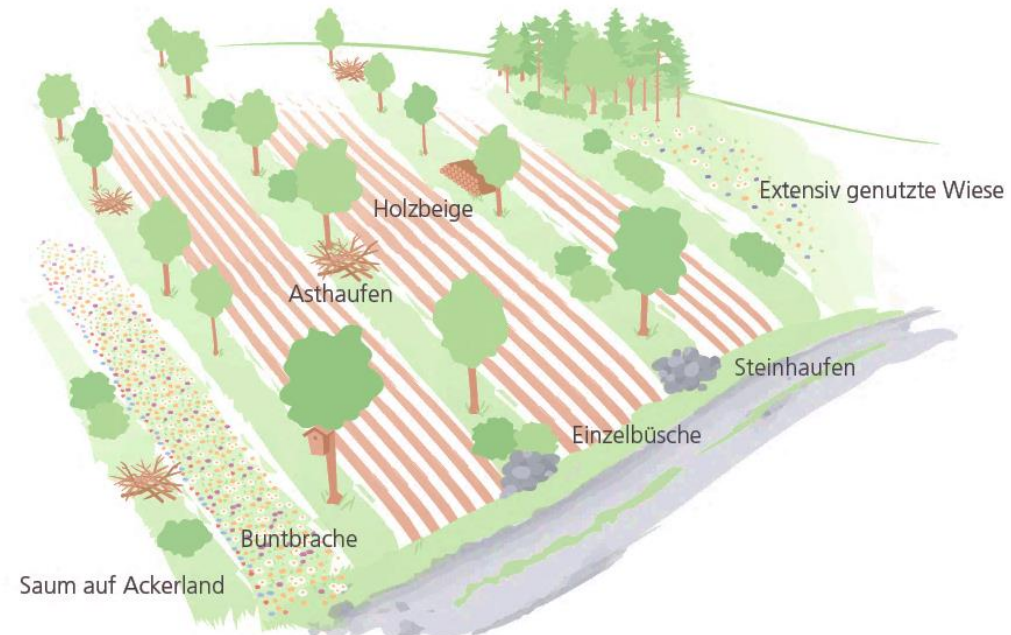 Extensiv genutzte Wiese
Holzbeige
Asthaufen
Steinhaufen
Einzelbüsche
Buntbrache
Saum auf Ackerland